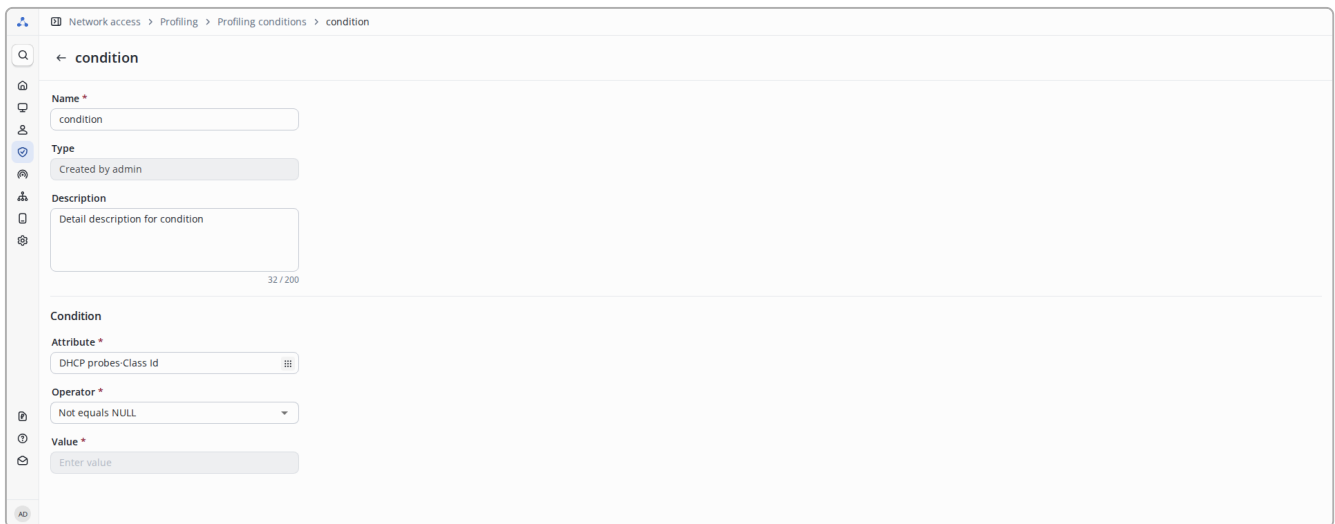 Network access > Profiling > Profiling conditions > condition
← condition
Name *
condition
Type
Created by admin
Description
Detail description for condition
32 / 200
Condition
Attribute *
DHCP probes·Class Id
Operator *
Not equals NULL
Value *
Enter value
AD